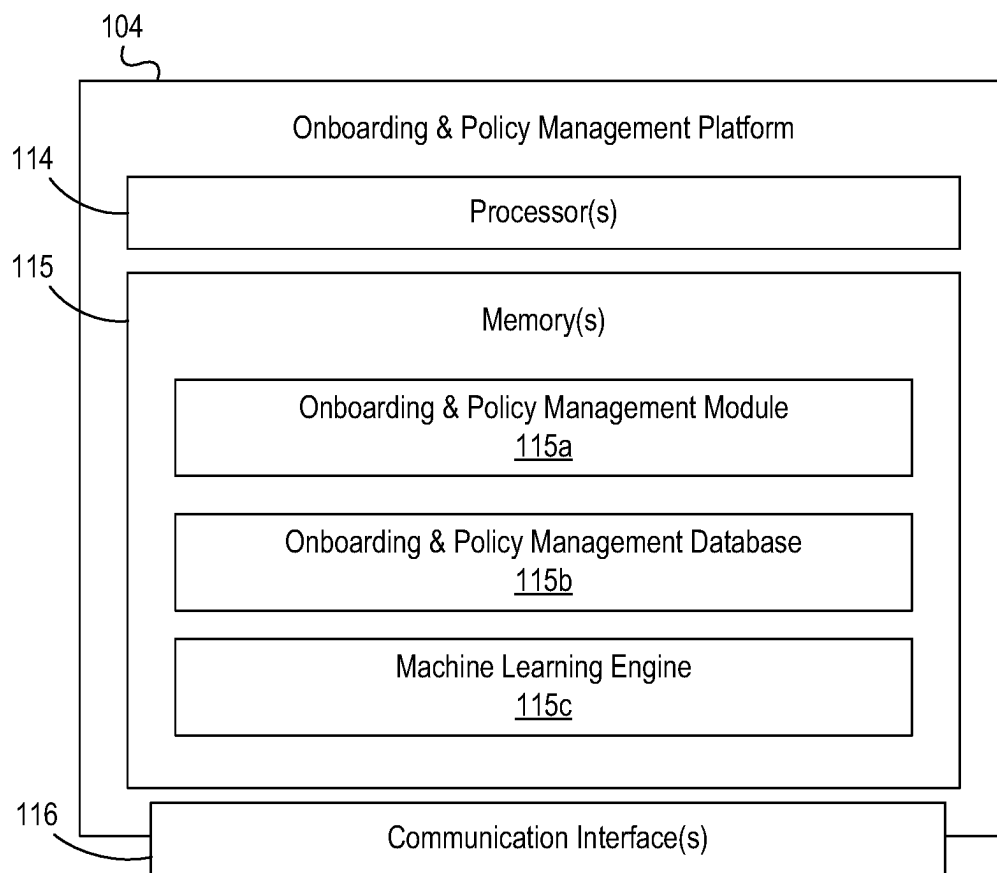 104
Onboarding & Policy Management Platform
114
Processor(s)
115
Memory(s)
Onboarding & Policy Management Module
115a
Onboarding & Policy Management Database
115b
Machine Learning Engine
115c
116
Communication Interface(s)